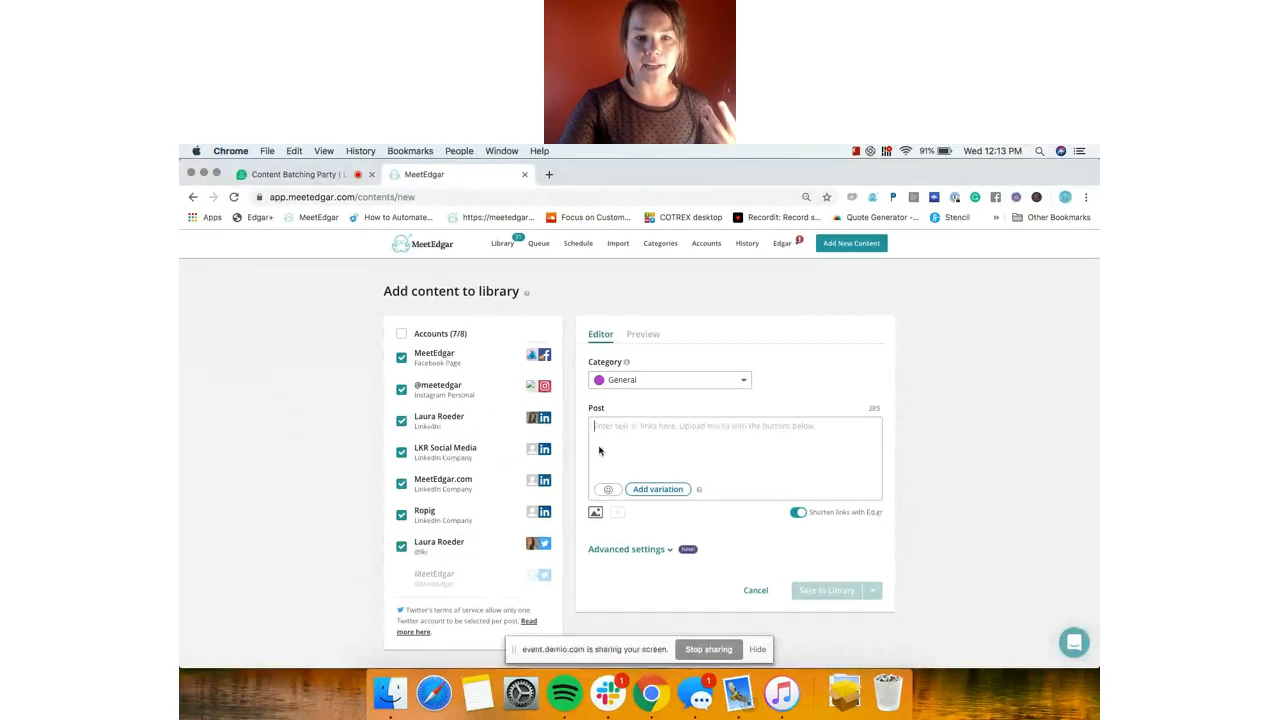 Chrome File Edit View History Bookmarks People Window Help 91% Wed 12:13 PM
Content Batching Party | MeetEdgar
app.meetedgar.com/contents/new
Apps Edgar+ MeetEdgar How to Automate... https://meetedgar... Focus on Custom... COTREX desktop Recordit: Record s... Quote Generator -... Stencil » Other Bookmarks
MeetEdgar Library 31 Queue Schedule Import Categories Accounts History Edgar Add New Content
Add content to library
Accounts (7/8)
MeetEdgar
Facebook Page
@meetedgar
Instagram Personal
Laura Roeder
LinkedIn
LKR Social Media
LinkedIn Company
MeetEdgar.com
LinkedIn Company
Ropig
LinkedIn Company
Laura Roeder
@lkr
MeetEdgar
@MeetEdgar
Twitter's terms of service allow only one
Twitter account to be selected per post. Read
more here.
Editor Preview
Category
General
Post
Enter text or links here. Upload media with the buttons below.
Add variation
Shorten links with Edgar
Advanced settings New!
Cancel Save to Library
event.demio.com is sharing your screen. Stop sharing Hide
1 1